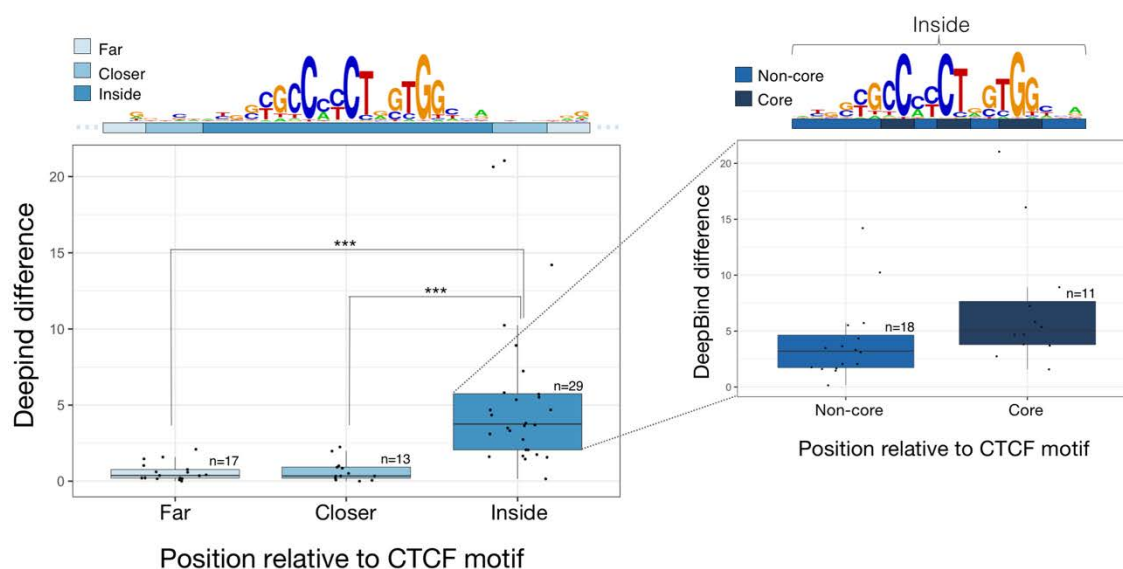 Far
Closer
Inside
Deepind difference
20
15
10
5
0
***
***
n=17
n=13
n=29
Far
Closer
Inside
Position relative to CTCF motif
Inside
Non-core
Core
DeepBind difference
20
15
10
5
0
n=18
n=11
Non-core
Core
Position relative to CTCF motif